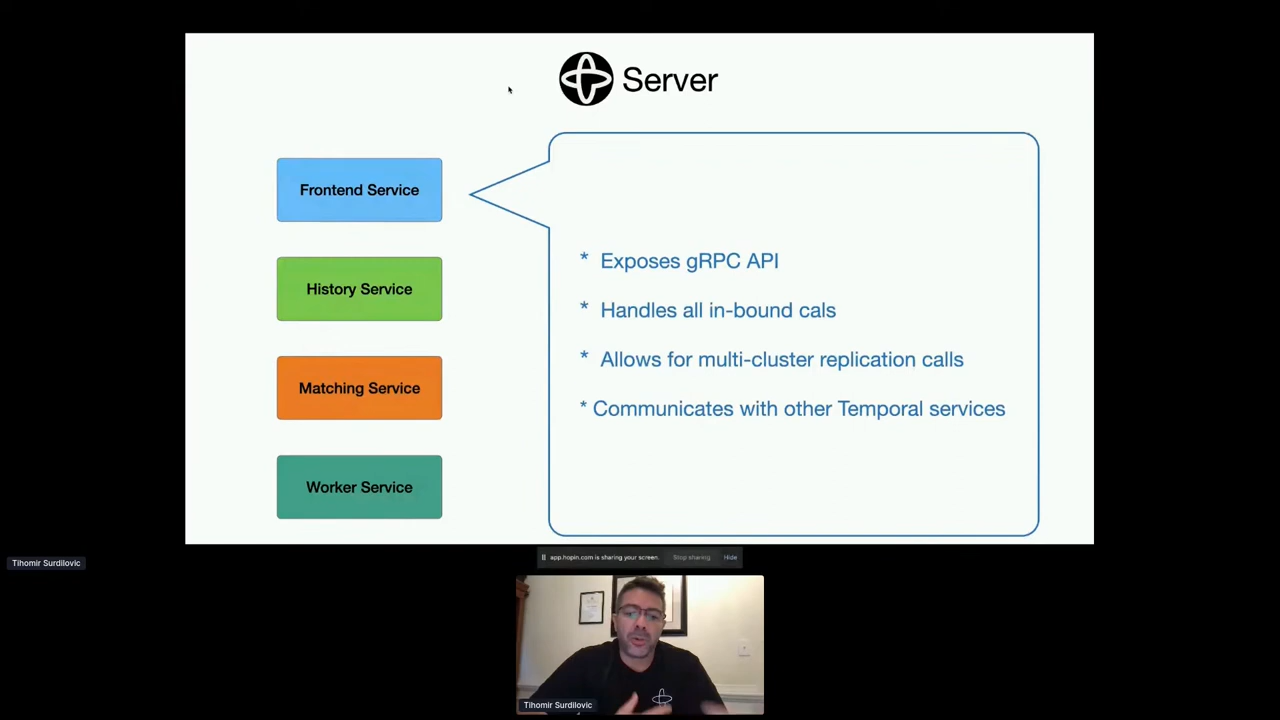 Server
Frontend Service
History Service
Matching Service
Worker Service
* Exposes gRPC API
* Handles all in-bound cals
* Allows for multi-cluster replication calls
* Communicates with other Temporal services
app.hopin.com is sharing your screen.
Stop sharing
Hide
Tihomir Surdilovic
Tihomir Surdilovic